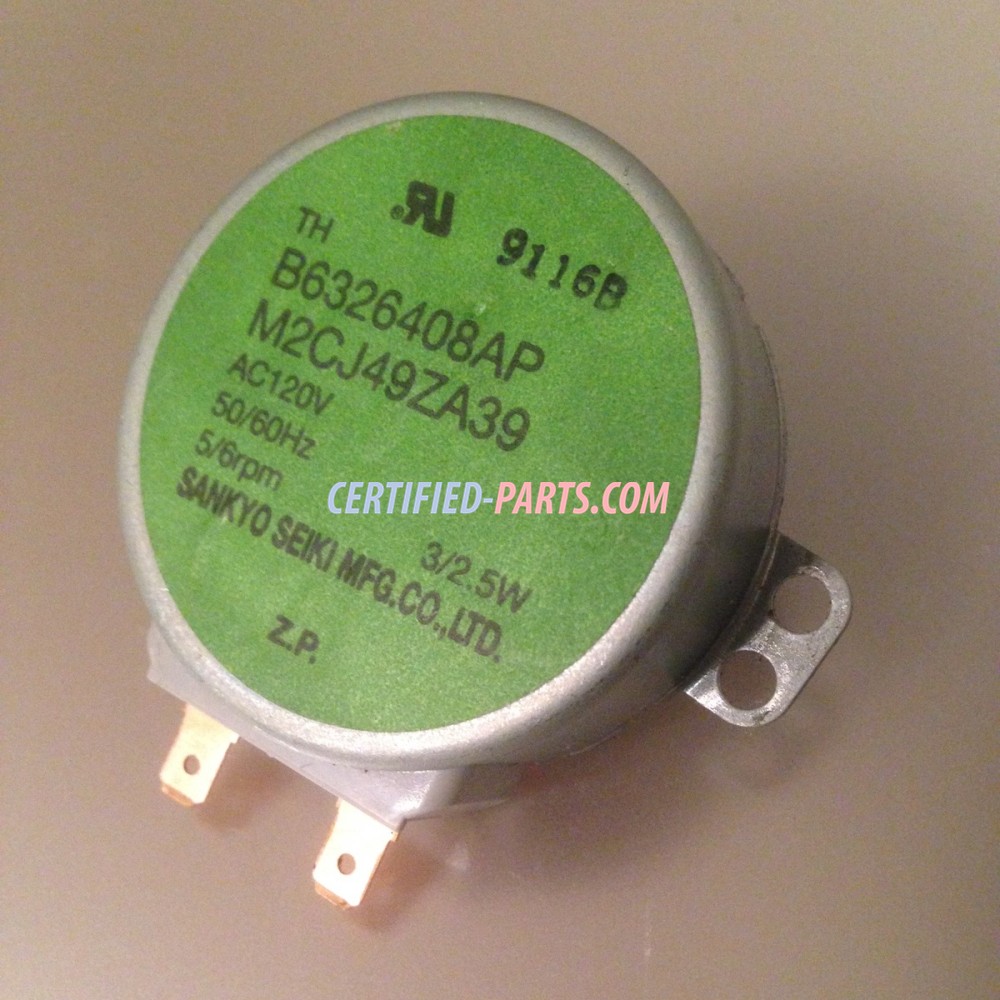 RU
9116B
TH
B6326408AP
M2CJ49ZA39
AC120V
50/60Hz
5/6rpm
3/2.5W
SANKYO SEIKI MFG.CO.,LTD.
Z.P.
CERTIFIED-PARTS.COM